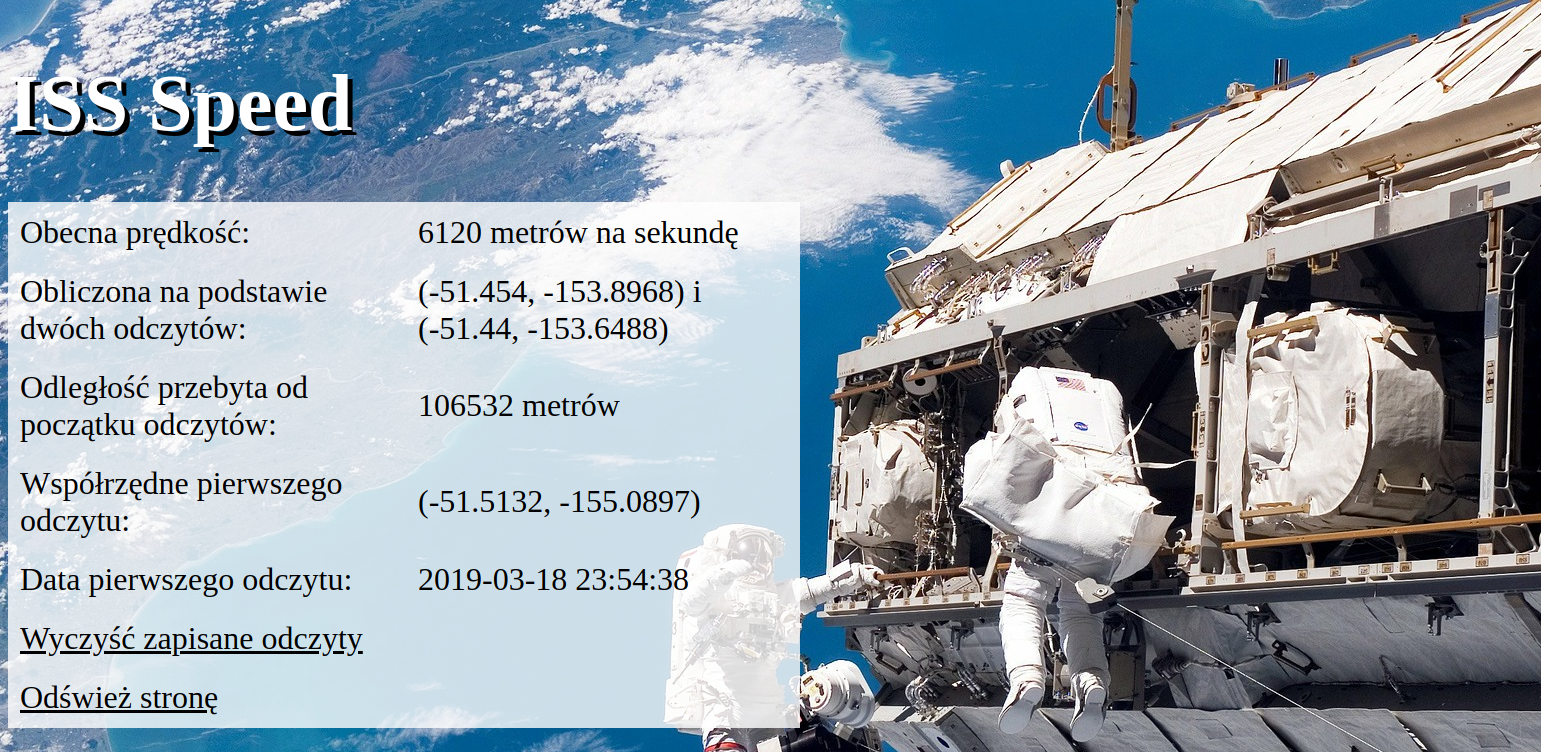 ISS Speed
Obecna prędkość: 6120 metrów na sekundę
Obliczona na podstawie
dwóch odczytów:
(-51.454, -153.8968) i
(-51.44, -153.6488)
Odległość przebyta od
początku odczytów:
106532 metrów
Współrzędne pierwszego
odczytu:
(-51.5132, -155.0897)
Data pierwszego odczytu: 2019-03-18 23:54:38
Wyczyść zapisane odczyty
Odśwież stronę